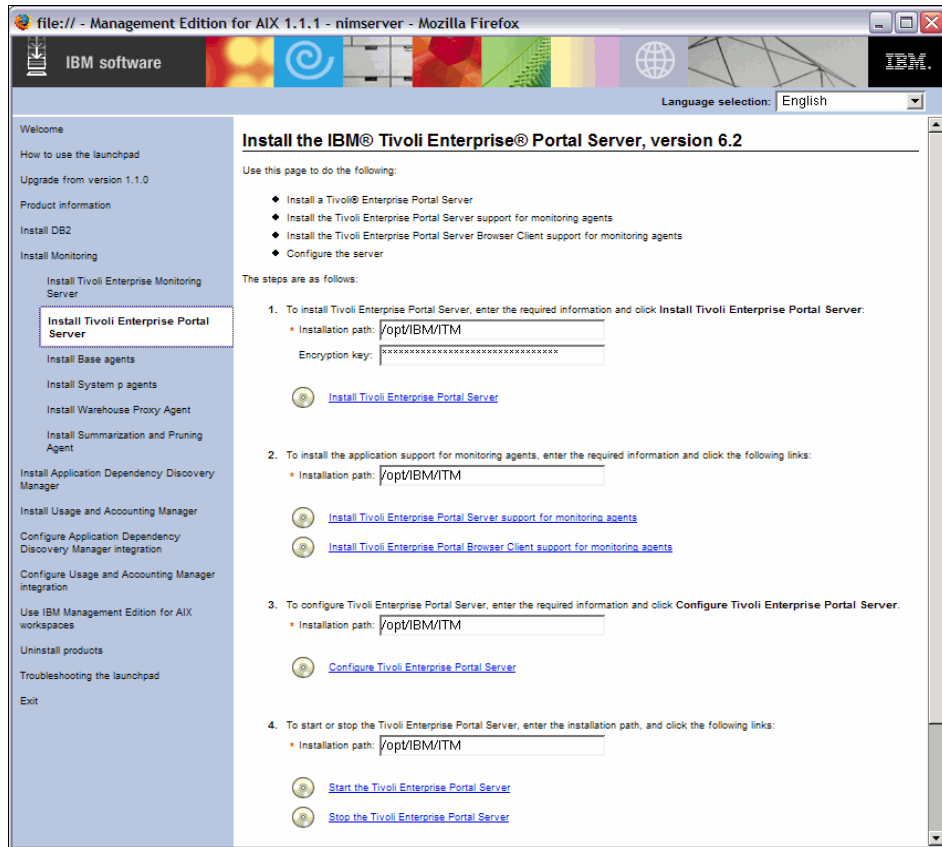 file:// - Management Edition for AIX 1.1.1 - nimserver - Mozilla Firefox
IBM software
IBM.
Language selection: English
Welcome
How to use the launchpad
Upgrade from version 1.1.0
Product information
Install DB2
Install Monitoring
Install Tivoli Enterprise Monitoring
Server
Install Tivoli Enterprise Portal
Server
Install Base agents
Install System p agents
Install Warehouse Proxy Agent
Install Summarization and Pruning
Agent
Install Application Dependency Discovery
Manager
Install Usage and Accounting Manager
Configure Application Dependency
Discovery Manager integration
Configure Usage and Accounting Manager
integration
Use IBM Management Edition for AIX
workspaces
Uninstall products
Troubleshooting the launchpad
Exit
Install the IBM® Tivoli Enterprise® Portal Server, version 6.2
Use this page to do the following:
Install a Tivoli® Enterprise Portal Server
Install the Tivoli Enterprise Portal Server support for monitoring agents
Install the Tivoli Enterprise Portal Server Browser Client support for monitoring agents
Configure the server
The steps are as follows:
1. To install Tivoli Enterprise Portal Server, enter the required information and click Install Tivoli Enterprise Portal Server:
* Installation path: /opt/IBM/ITM
Encryption key: ********************************
Install Tivoli Enterprise Portal Server
2. To install the application support for monitoring agents, enter the required information and click the following links:
* Installation path: /opt/IBM/ITM
Install Tivoli Enterprise Portal Server support for monitoring agents
Install Tivoli Enterprise Portal Browser Client support for monitoring agents
3. To configure Tivoli Enterprise Portal Server, enter the required information and click Configure Tivoli Enterprise Portal Server.
* Installation path: /opt/IBM/ITM
Configure Tivoli Enterprise Portal Server
4. To start or stop the Tivoli Enterprise Portal Server, enter the installation path, and click the following links:
* Installation path: /opt/IBM/ITM
Start the Tivoli Enterprise Portal Server
Stop the Tivoli Enterprise Portal Server